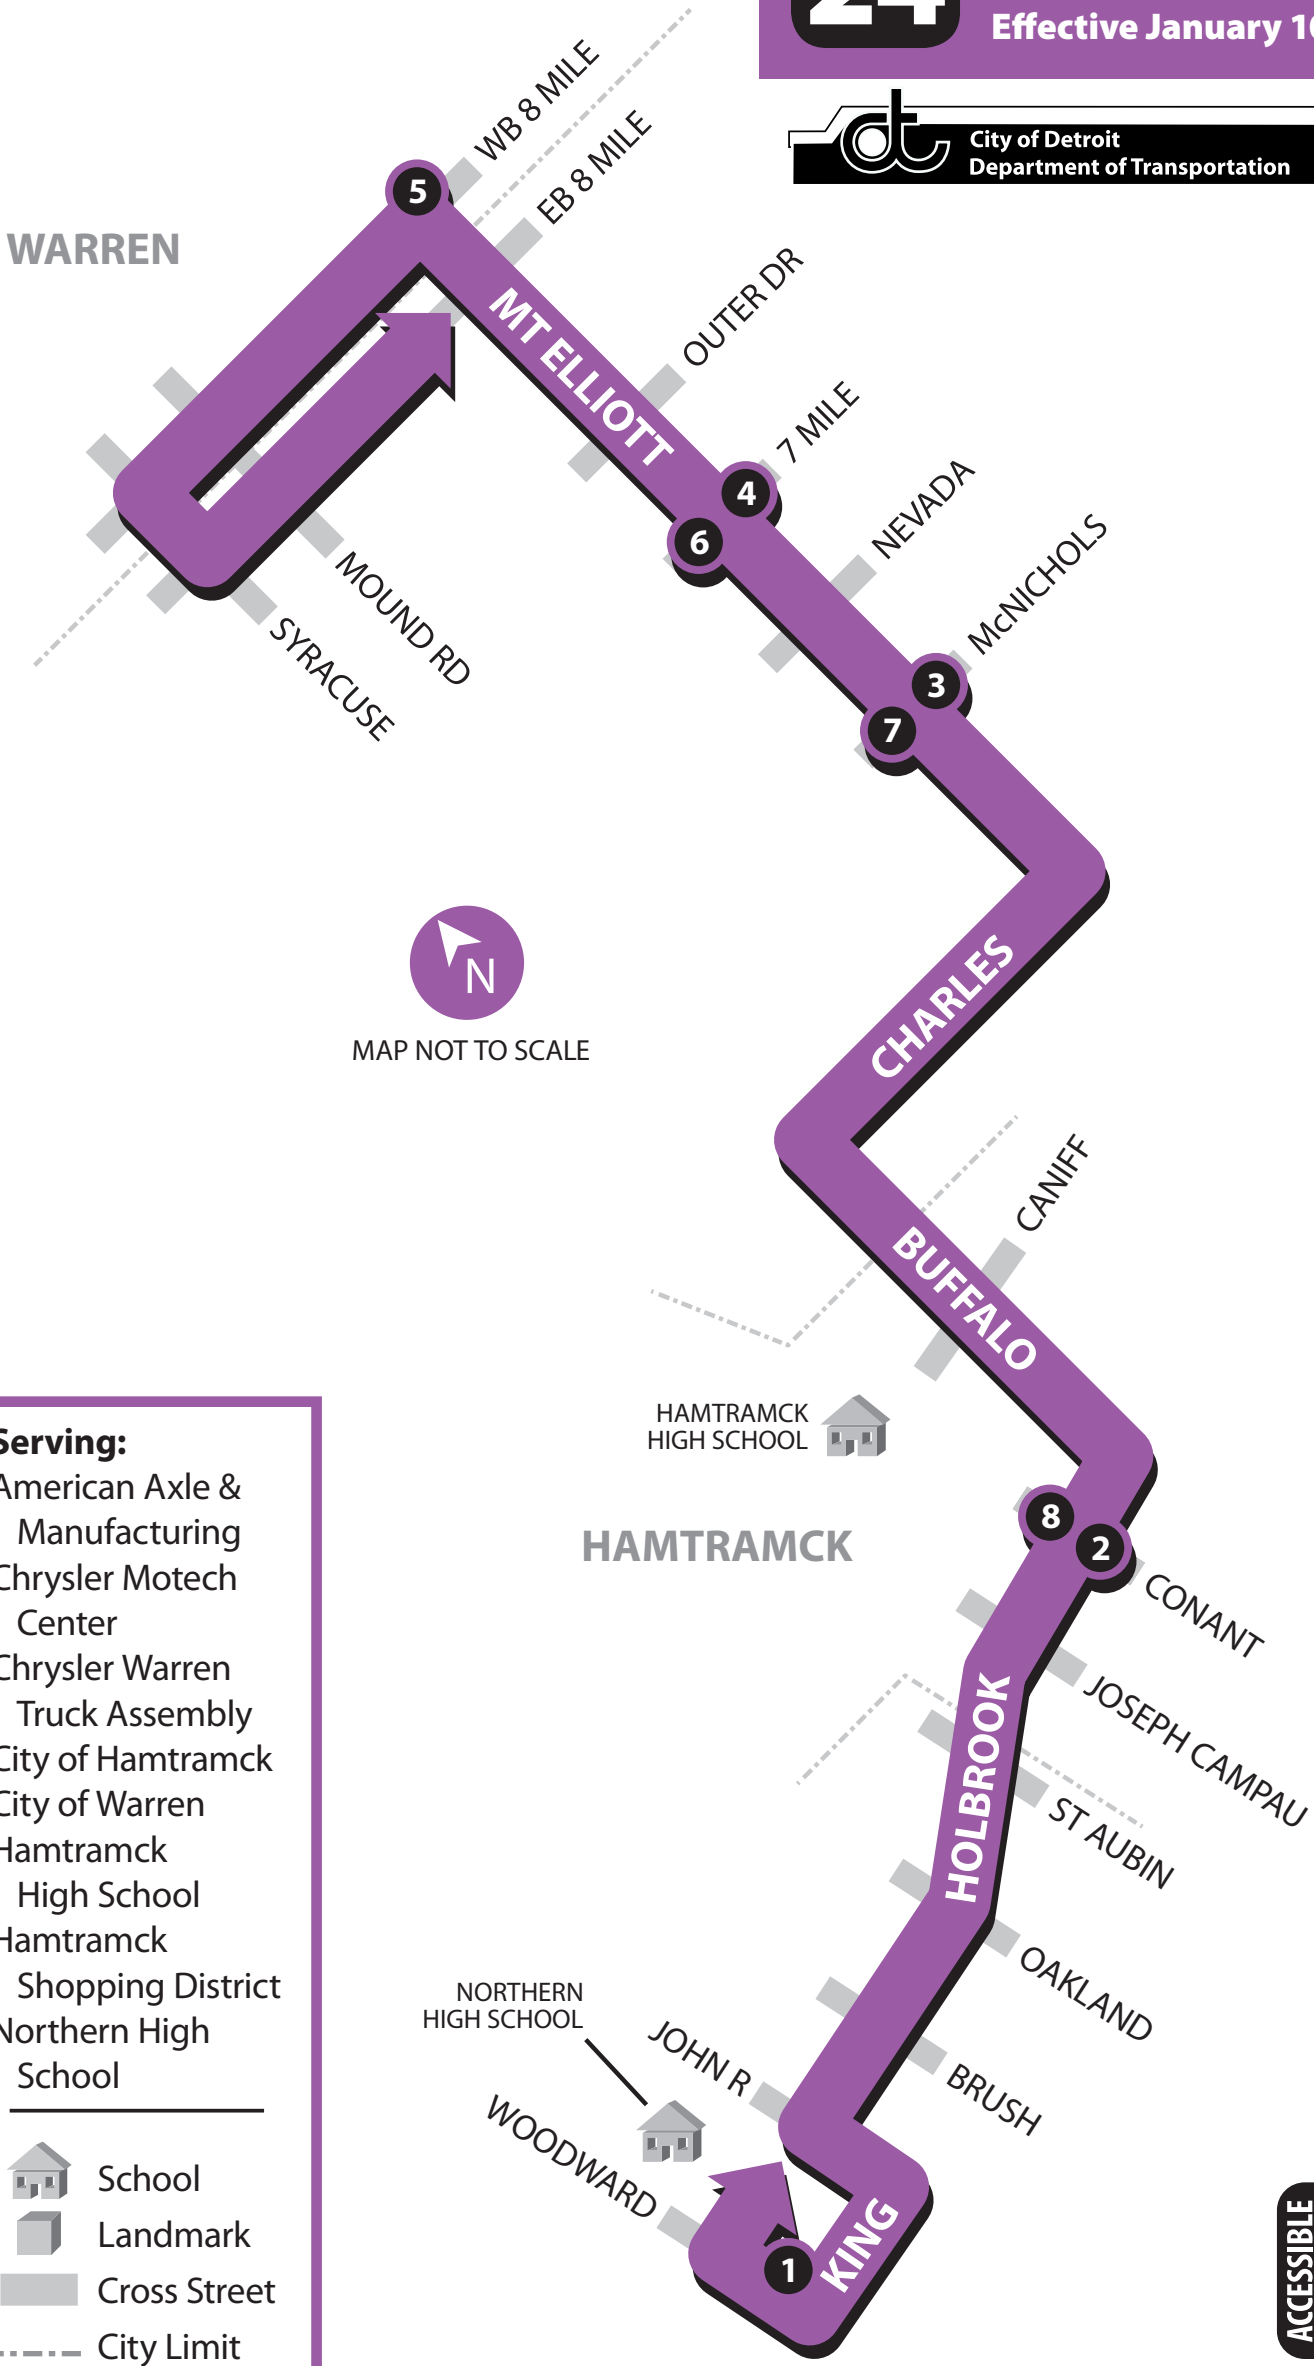 24
Effective January 16
City of Detroit
Department of Transportation
WB 8 MILE
EB 8 MILE
5
WARREN
MT ELLIOTT
OUTER DR
7 MILE
4
6
NEVADA
McNICHOLS
3
7
MOUND RD
SYRACUSE
N
MAP NOT TO SCALE
CHARLES
CANIFF
BUFFALO
HAMTRAMCK
HIGH SCHOOL
HAMTRAMCK
8
2
CONANT
JOSEPH CAMPAU
HOLBROOK
ST AUBIN
OAKLAND
NORTHERN
HIGH SCHOOL
JOHN R
BRUSH
WOODWARD
KING
1
Serving:
American Axle &
Manufacturing
Chrysler Motech
Center
Chrysler Warren
Truck Assembly
City of Hamtramck
City of Warren
Hamtramck
High School
Hamtramck
Shopping District
Northern High
School
School
Landmark
Cross Street
City Limit
ACCESSIBLE